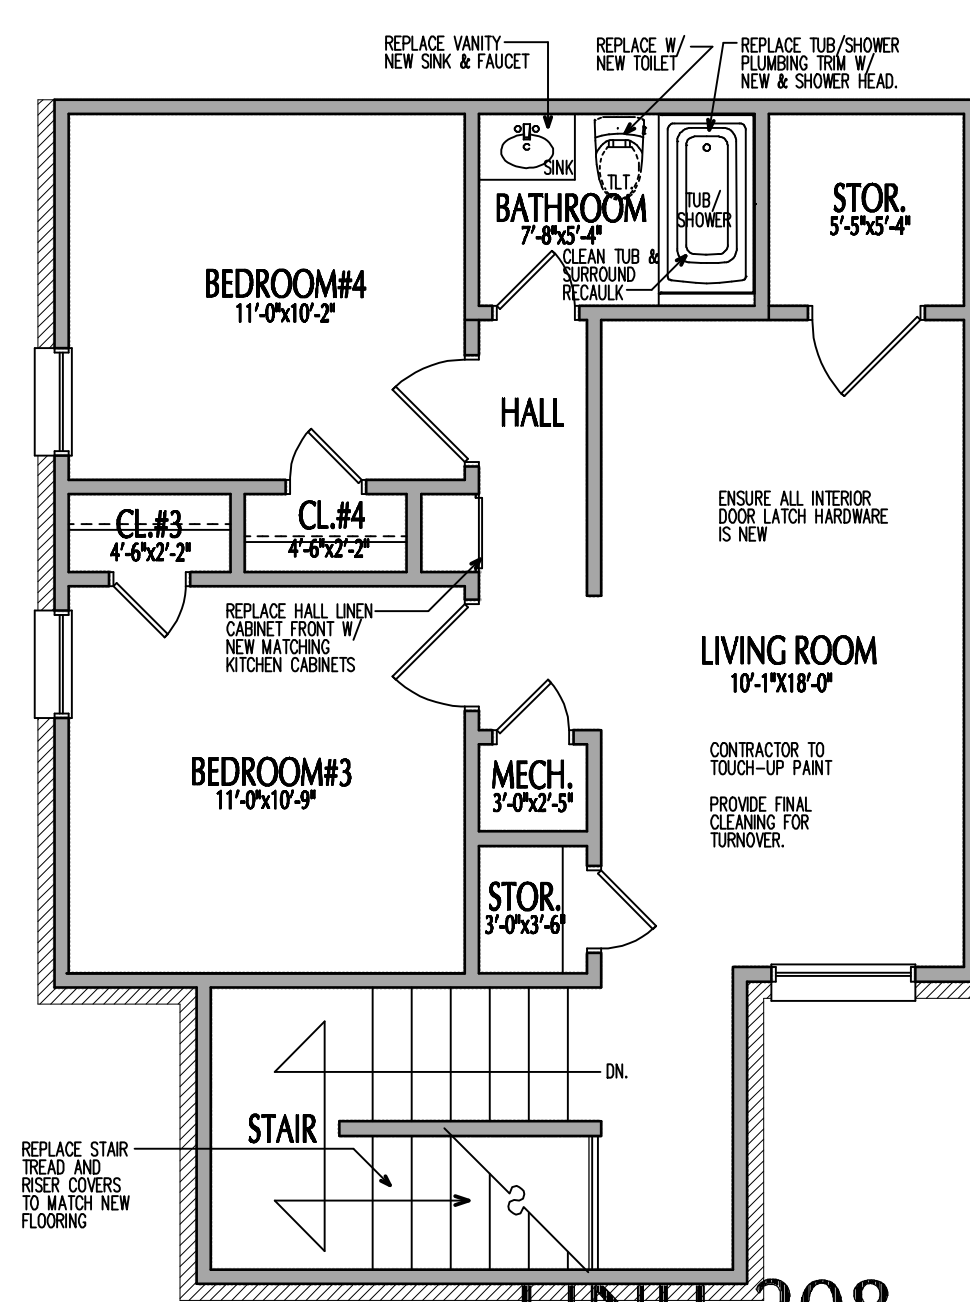 REPLACE VANITY
NEW SINK & FAUCET
REPLACE W/
NEW TOILET
REPLACE TUB/SHOWER
PLUMBING TRIM W/
NEW & SHOWER HEAD.
SINK
TLT.
TUB/
SHOWER
BATHROOM
7'-8"x5'-4"
CLEAN TUB &
SURROUND
RECAULK
STOR.
5'-5"x5'-4"
BEDROOM#4
11'-0"x10'-2"
HALL
CL.#3
4'-6"x2'-2"
CL.#4
4'-6"x2'-2"
ENSURE ALL INTERIOR
DOOR LATCH HARDWARE
IS NEW
REPLACE HALL LINEN
CABINET FRONT W/
NEW MATCHING
KITCHEN CABINETS
LIVING ROOM
10'-1"X18'-0"
BEDROOM#3
11'-0"x10'-9"
MECH.
3'-0"x2'-5"
CONTRACTOR TO
TOUCH-UP PAINT
PROVIDE FINAL
CLEANING FOR
TURNOVER.
STOR.
3'-0"x3'-6"
DN.
STAIR
REPLACE STAIR
TREAD AND
RISER COVERS
TO MATCH NEW
FLOORING